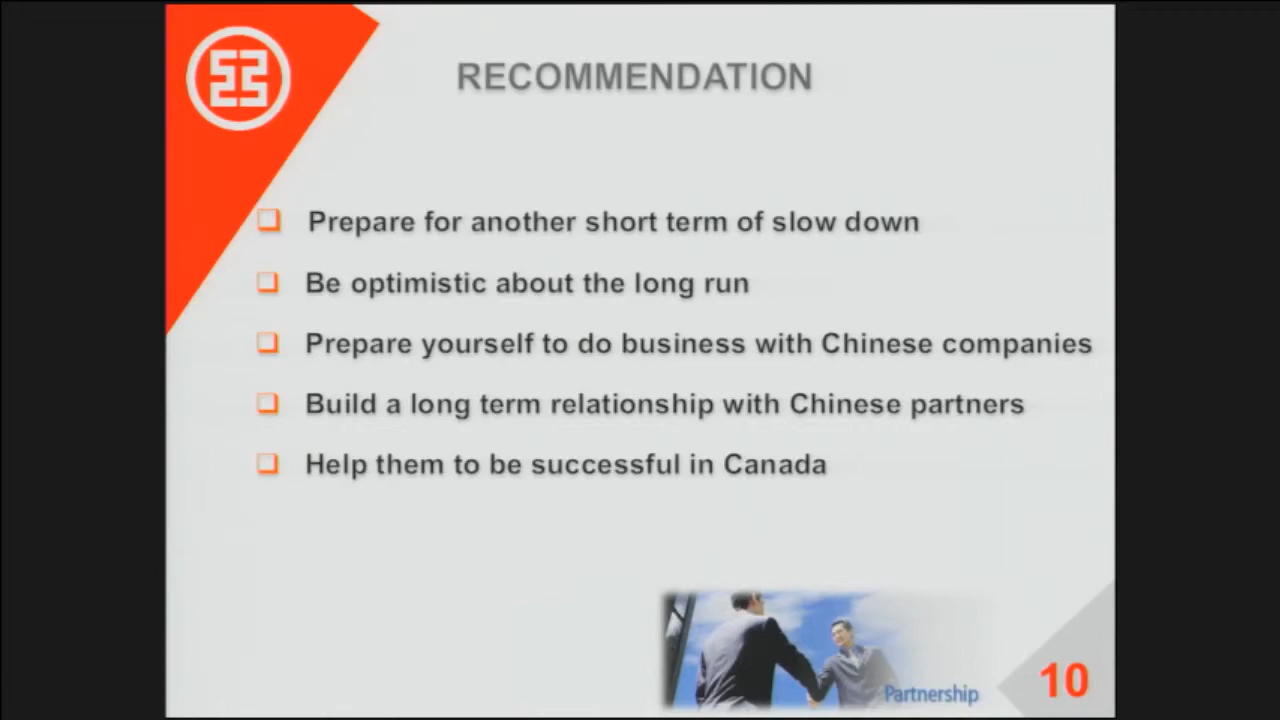 RECOMMENDATION
Prepare for another short term of slow down
Be optimistic about the long run
Prepare yourself to do business with Chinese companies
Build a long term relationship with Chinese partners
Help them to be successful in Canada
Partnership
10